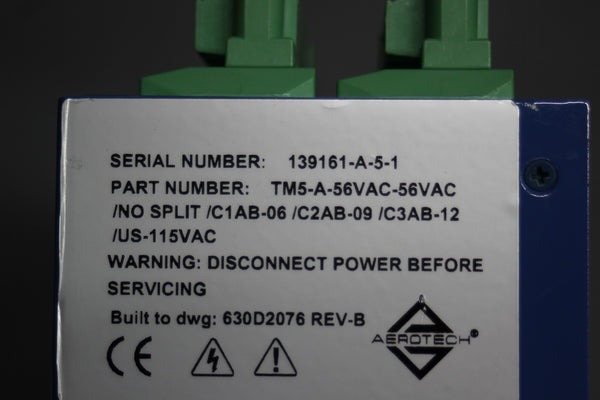 SERIAL NUMBER: 139161-A-5-1
PART NUMBER: TM5-A-56VAC-56VAC
/NO SPLIT /C1AB-06 /C2AB-09 /C3AB-12
/US-115VAC
WARNING: DISCONNECT POWER BEFORE
SERVICING
Built to dwg: 630D2076 REV-B
CE
AEROTECH®